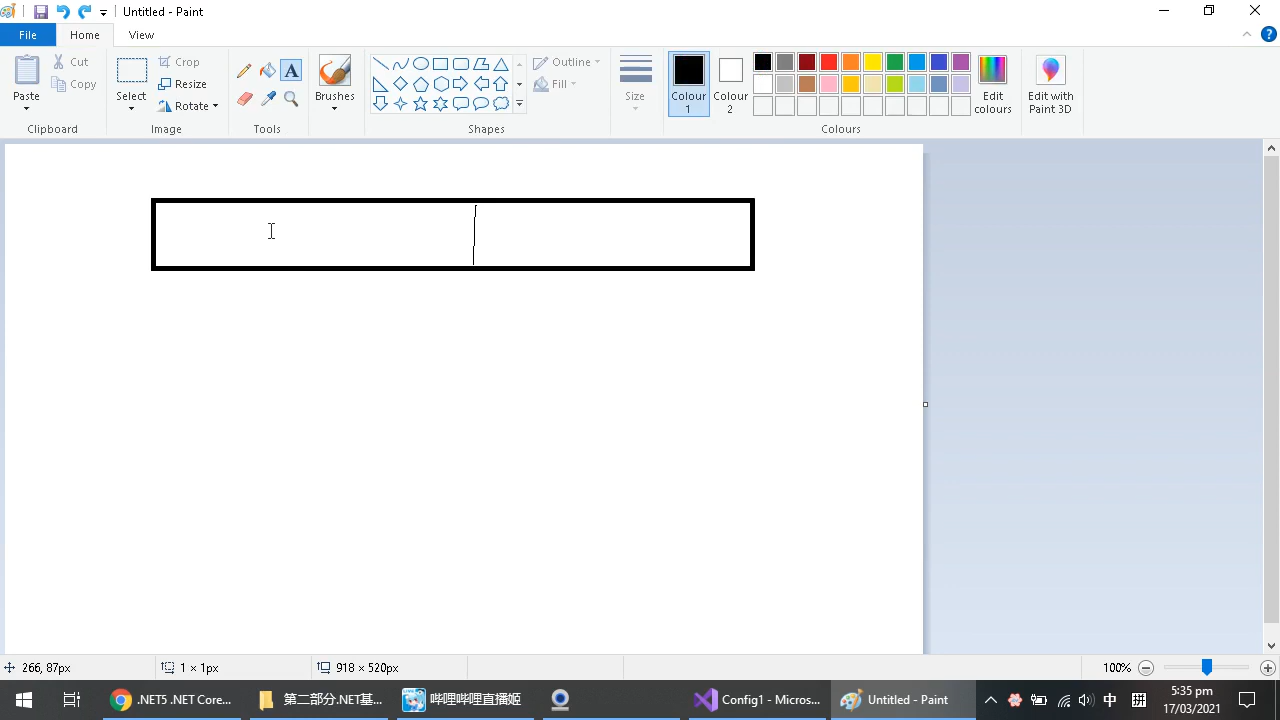 Untitled - Paint
File
Home
View
Paste
Cut
Copy
Clipboard
Select
Crop
Resize
Rotate
Image
A
Tools
Brushes
Shapes
Outline
Fill
Size
Colour
1
Colour
2
Edit
colours
Colours
Edit with
Paint 3D
266, 87px
1 × 1px
918 × 520px
100%
.NET5 .NET Core...
第二部分.NET基...
哔哩哔哩直播姬
Config1 - Micros...
Untitled - Paint
中
拼
5:35 pm
17/03/2021